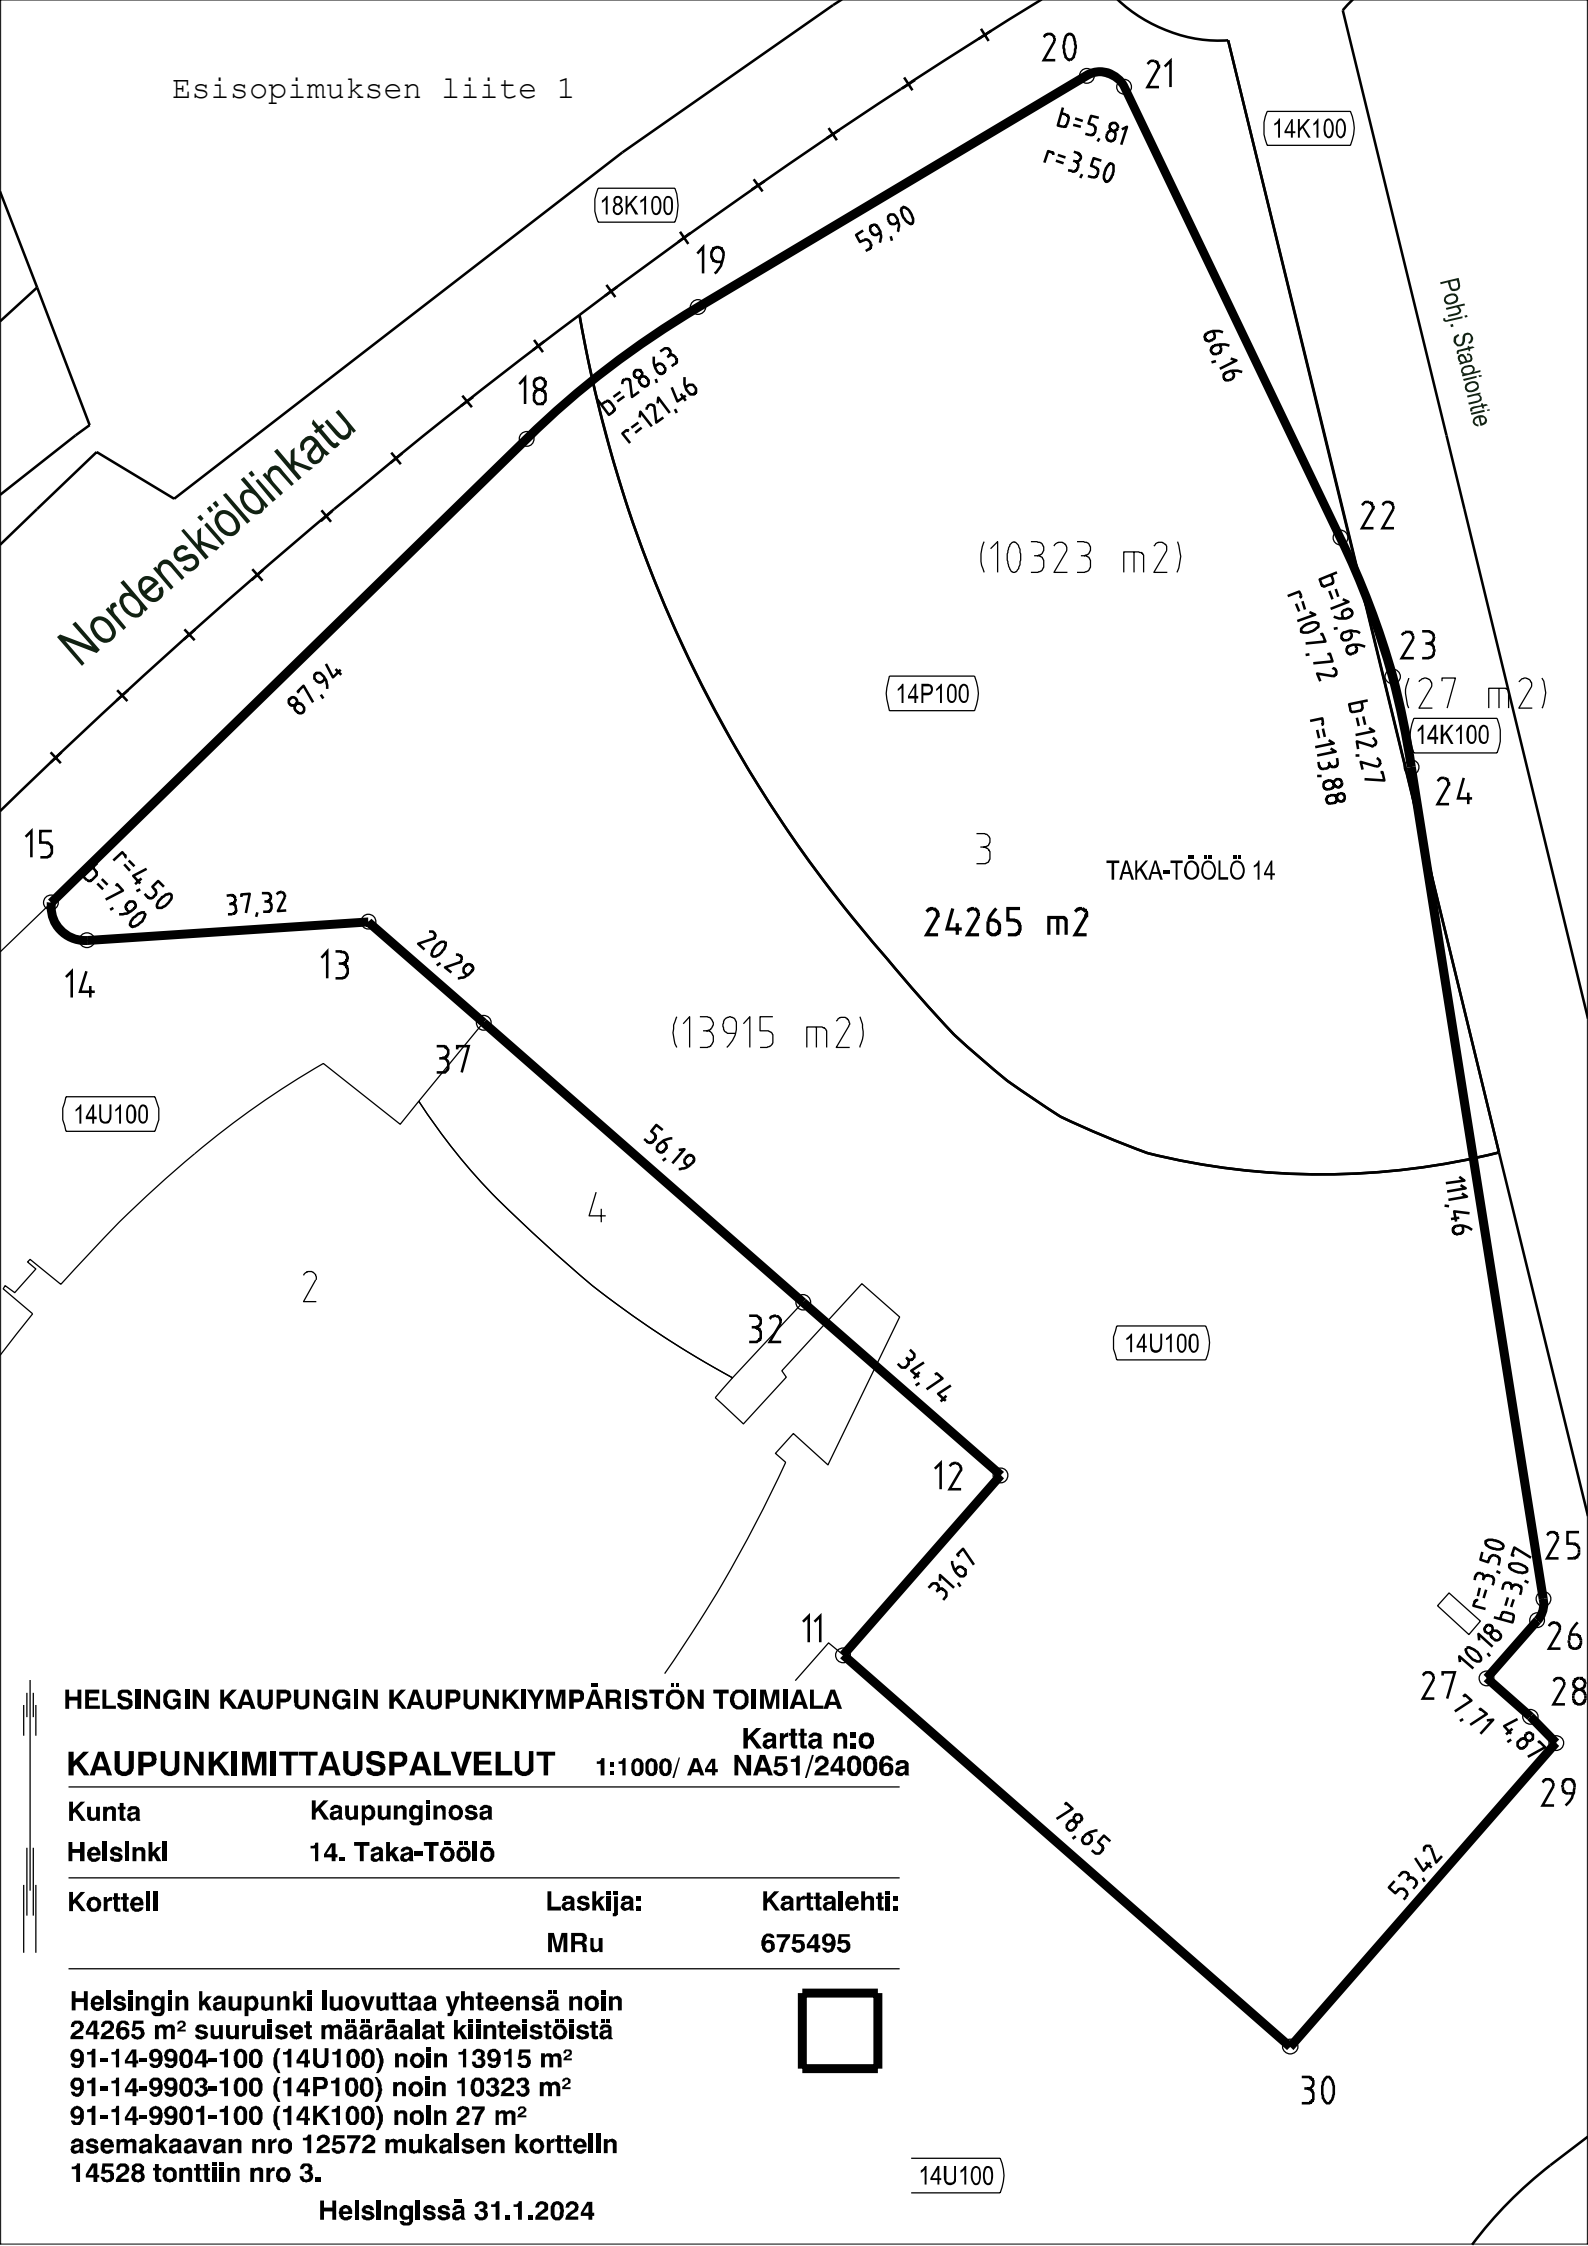 Esisopimuksen liite 1
20
21
b=5,81
r=3,50
14K100
18K100
19
59,90
18
b=28,63
r=121,46
66,16
Pohj. Stadiontie
Nordenskiöldinkatu
22
(10323 m2)
b=19,66
r=107,72
23
(27 m2)
14K100
b=12,27
r=113,88
24
87,94
14P100
3
TAKA-TÖÖLÖ 14
24265 m2
15
r=4,50
b=7,90
37,32
14
13
20,29
(13915 m2)
37
14U100
56,19
4
2
32
111,46
14U100
34,74
12
31,67
25
r=3,50
b=3,07
26
10,18
11
27
28
7,71
4,87
29
78,65
53,42
30
14U100
HELSINGIN KAUPUNGIN KAUPUNKIYMPÄRISTÖN TOIMIALA
Kartta n:o
KAUPUNKIMITTAUSPALVELUT 1:1000/ A4 NA51/24006a
Kunta Kaupunginosa
Helsinki 14. Taka-Töölö
Kortteli Laskija: Karttalehti:
MRu 675495
Helsingin kaupunki luovuttaa yhteensä noin
24265 m² suuruiset määräalat kiinteistöistä
91-14-9904-100 (14U100) noin 13915 m²
91-14-9903-100 (14P100) noin 10323 m²
91-14-9901-100 (14K100) noin 27 m²
asemakaavan nro 12572 mukaisen korttelin
14528 tonttiin nro 3.
Helsingissä 31.1.2024